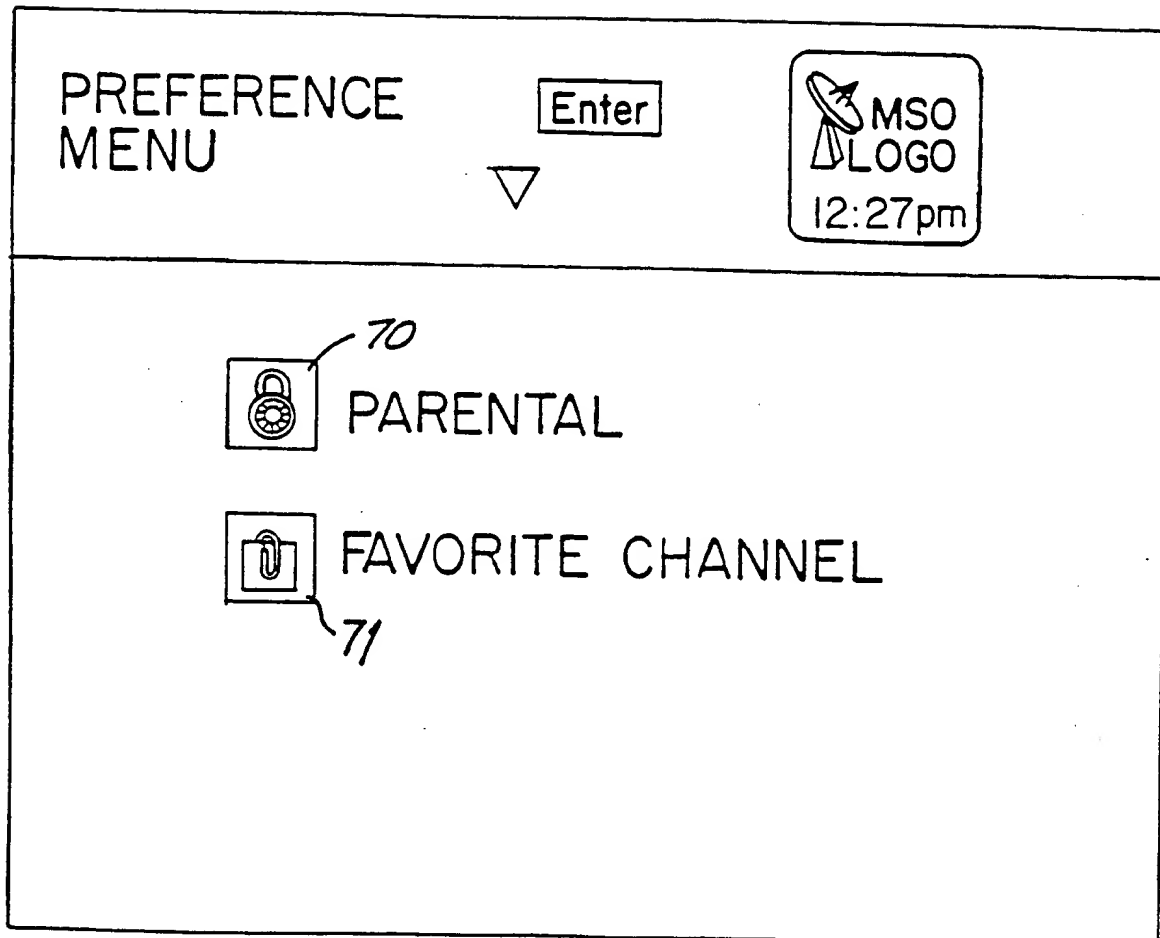 PREFERENCE
MENU
Enter
MSO
LOGO
12:27pm
70
PARENTAL
FAVORITE CHANNEL
71